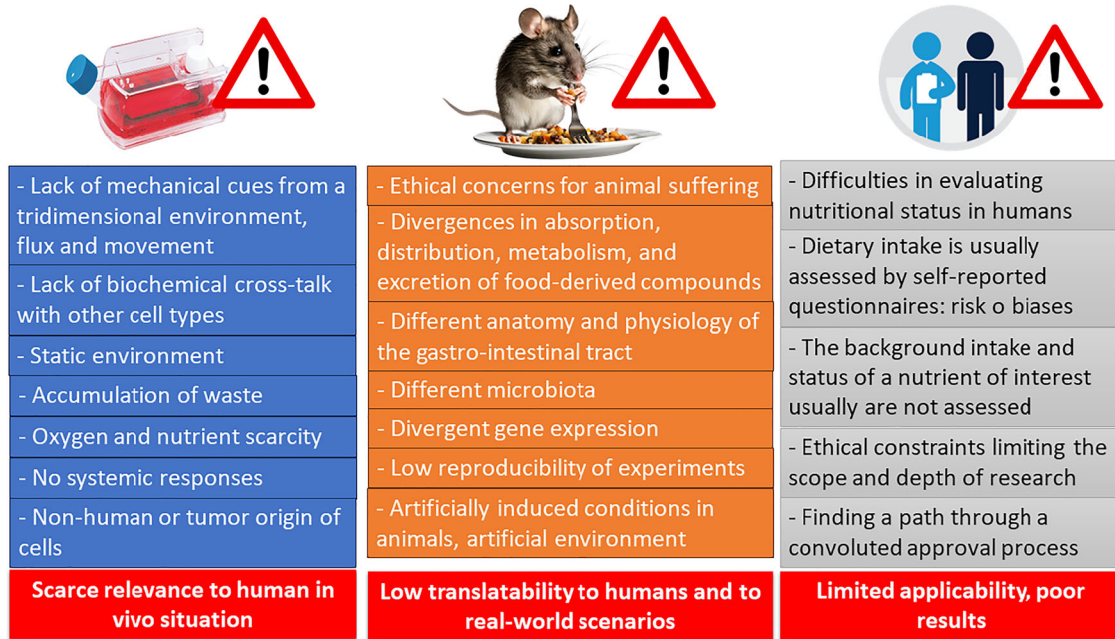 - Lack of mechanical cues from a
tridimensional environment,
flux and movement
- Lack of biochemical cross-talk
with other cell types
- Static environment
- Accumulation of waste
- Oxygen and nutrient scarcity
- No systemic responses
- Non-human or tumor origin of
cells
Scarce relevance to human in
vivo situation
- Ethical concerns for animal suffering
- Divergences in absorption,
distribution, metabolism, and
excretion of food-derived compounds
- Different anatomy and physiology of
the gastro-intestinal tract
- Different microbiota
- Divergent gene expression
- Low reproducibility of experiments
- Artificially induced conditions in
animals, artificial environment
Low translatability to humans and to
real-world scenarios
- Difficulties in evaluating
nutritional status in humans
- Dietary intake is usually
assessed by self-reported
questionnaires: risk o biases
- The background intake and
status of a nutrient of interest
usually are not assessed
- Ethical constraints limiting the
scope and depth of research
- Finding a path through a
convoluted approval process
Limited applicability, poor
results